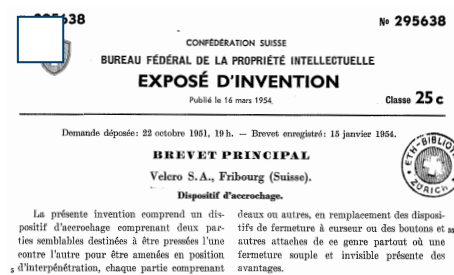 295638
№ 295638
CONFÉDÉRATION SUISSE
BUREAU FÉDÉRAL DE LA PROPRIÉTÉ INTELLECTUELLE
EXPOSÉ D'INVENTION
Publié le 16 mars 1954.
Classe 25 c
Demande déposée: 22 octobre 1951, 19 h. — Brevet enregistré: 15 janvier 1954.
BREVET PRINCIPAL
Velcro S. A., Fribourg (Suisse).
Dispositif d'accrochage.
ETH-BIBLIOT
ZÜRICH
La présente invention comprend un dis-
positif d'accrochage comprenant deux par-
ties semblables destinées à être pressées l'une
contre l'autre pour être amenées en position
5 d'interpénétration, chaque partie comprenant
deaux ou autres, en remplacement des disposi-
tifs de fermeture à curseur ou des boutons et
autres attaches de ce genre partout où une
fermeture souple et invisible présente des
avantages.